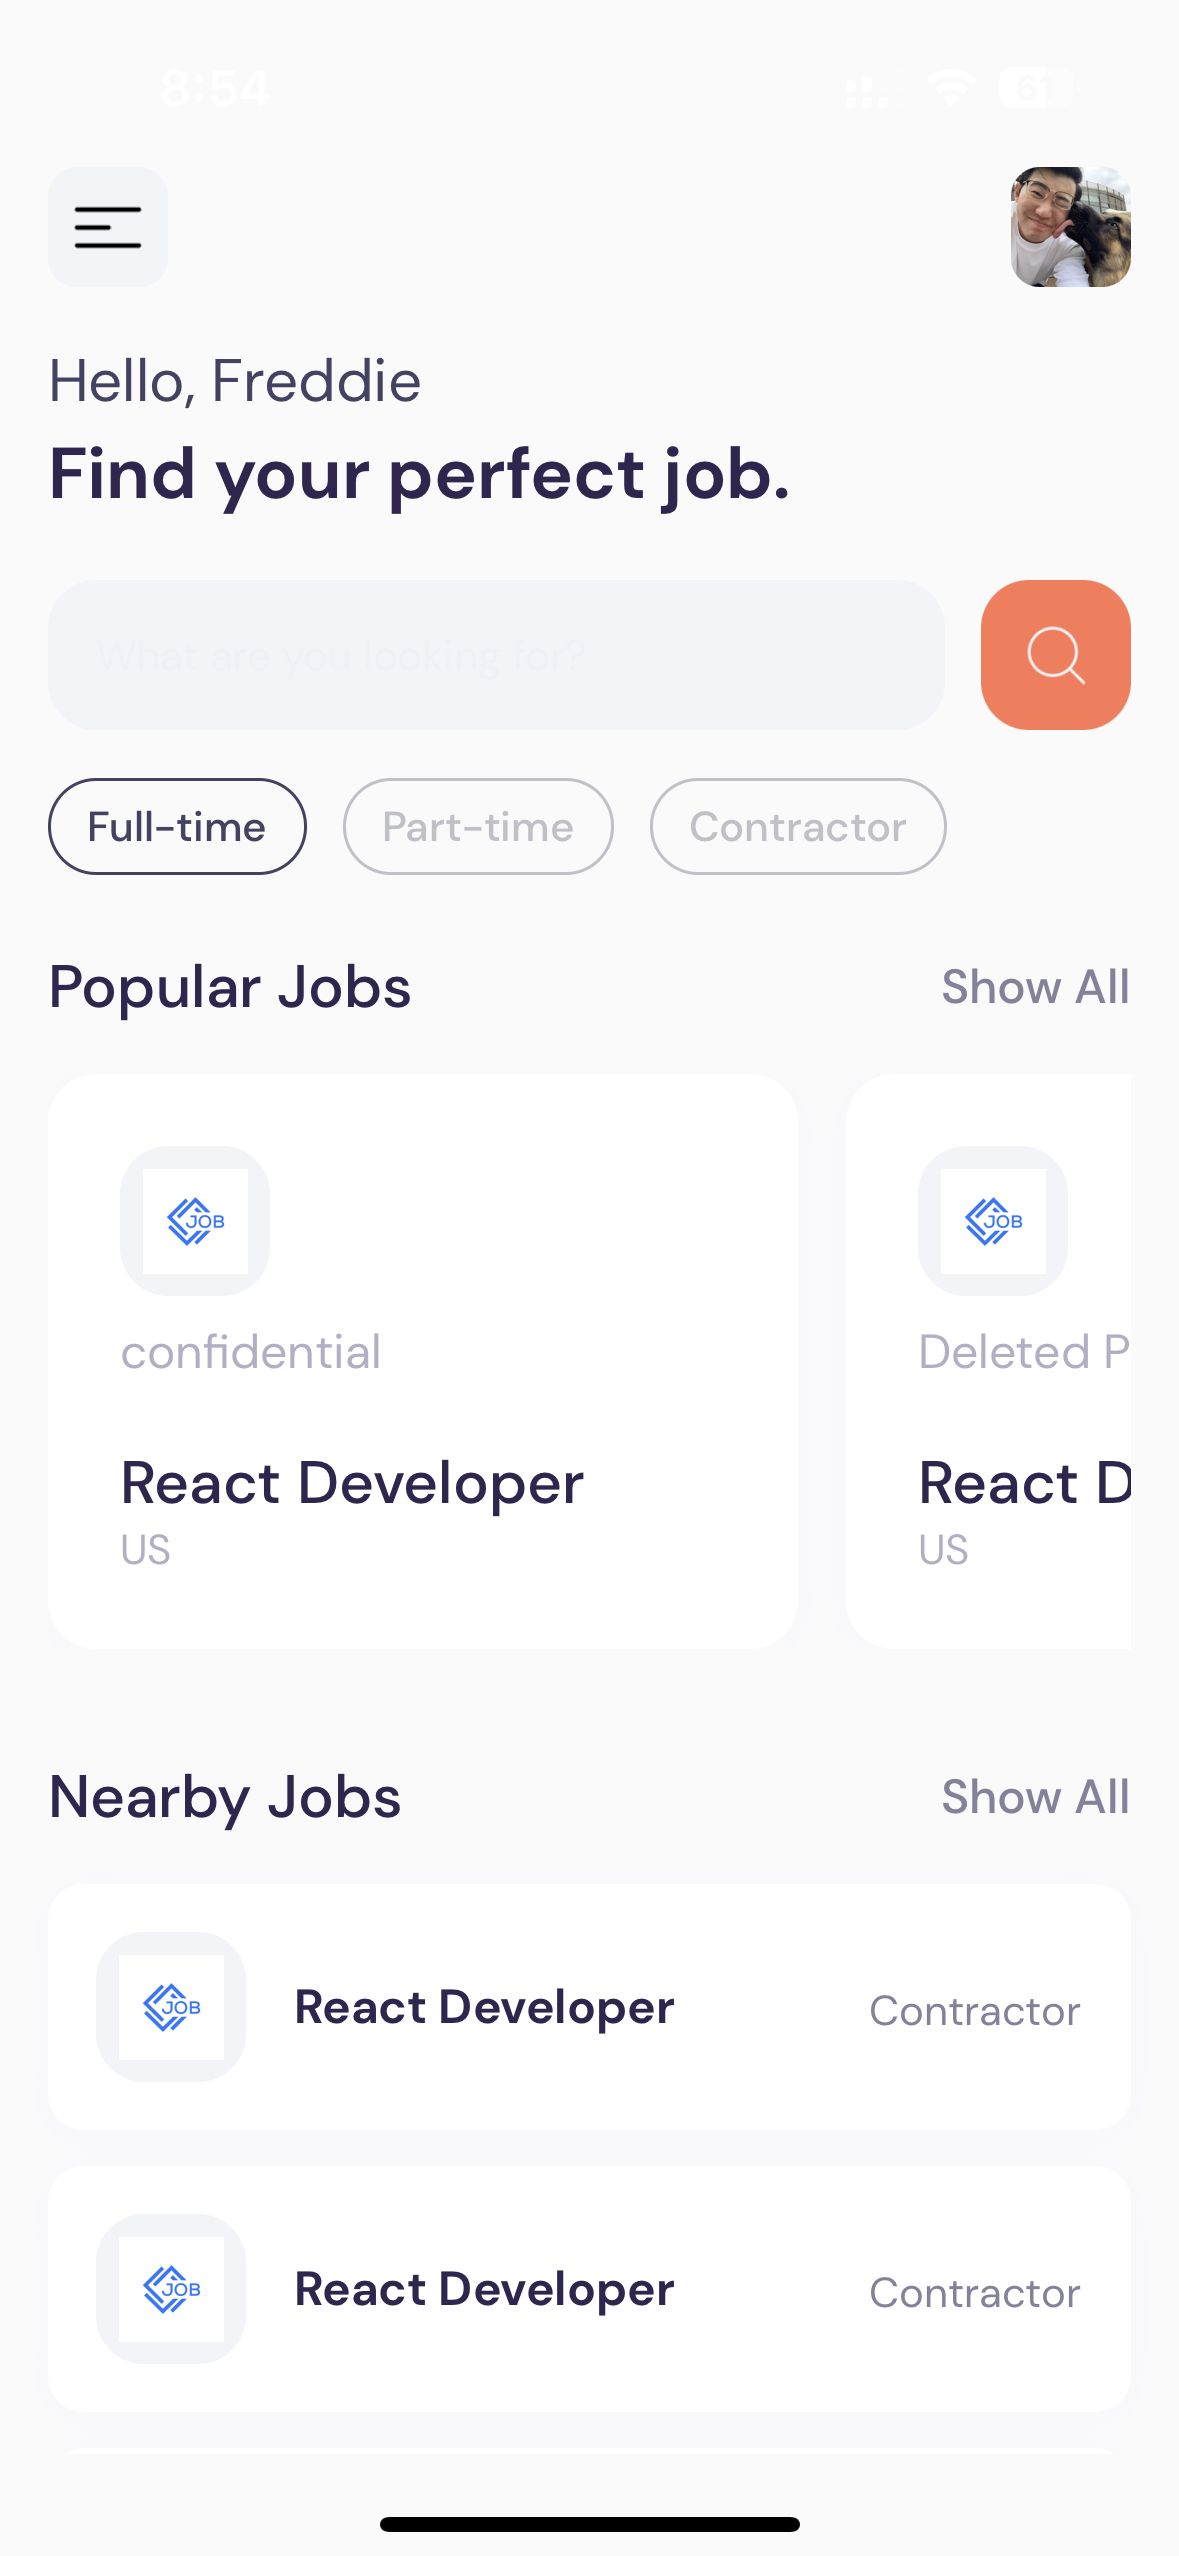 8:54
6
Hello, Freddie
Find your perfect job.
What are you looking for?
Full-time Part-time Contractor
Popular Jobs Show All
JOB JOB
confidential Deleted P
React Developer React D
US US
Nearby Jobs Show All
JOB
React Developer Contractor
JOB
React Developer Contractor